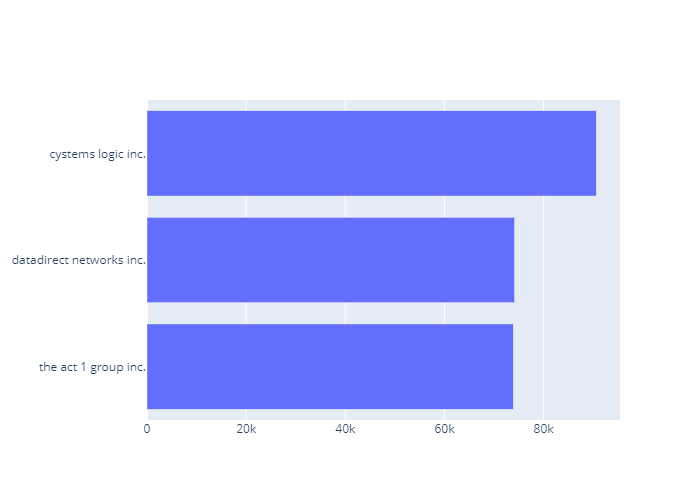 cystems logic inc.
datadirect networks inc.
the act 1 group inc.
0 20k 40k 60k 80k